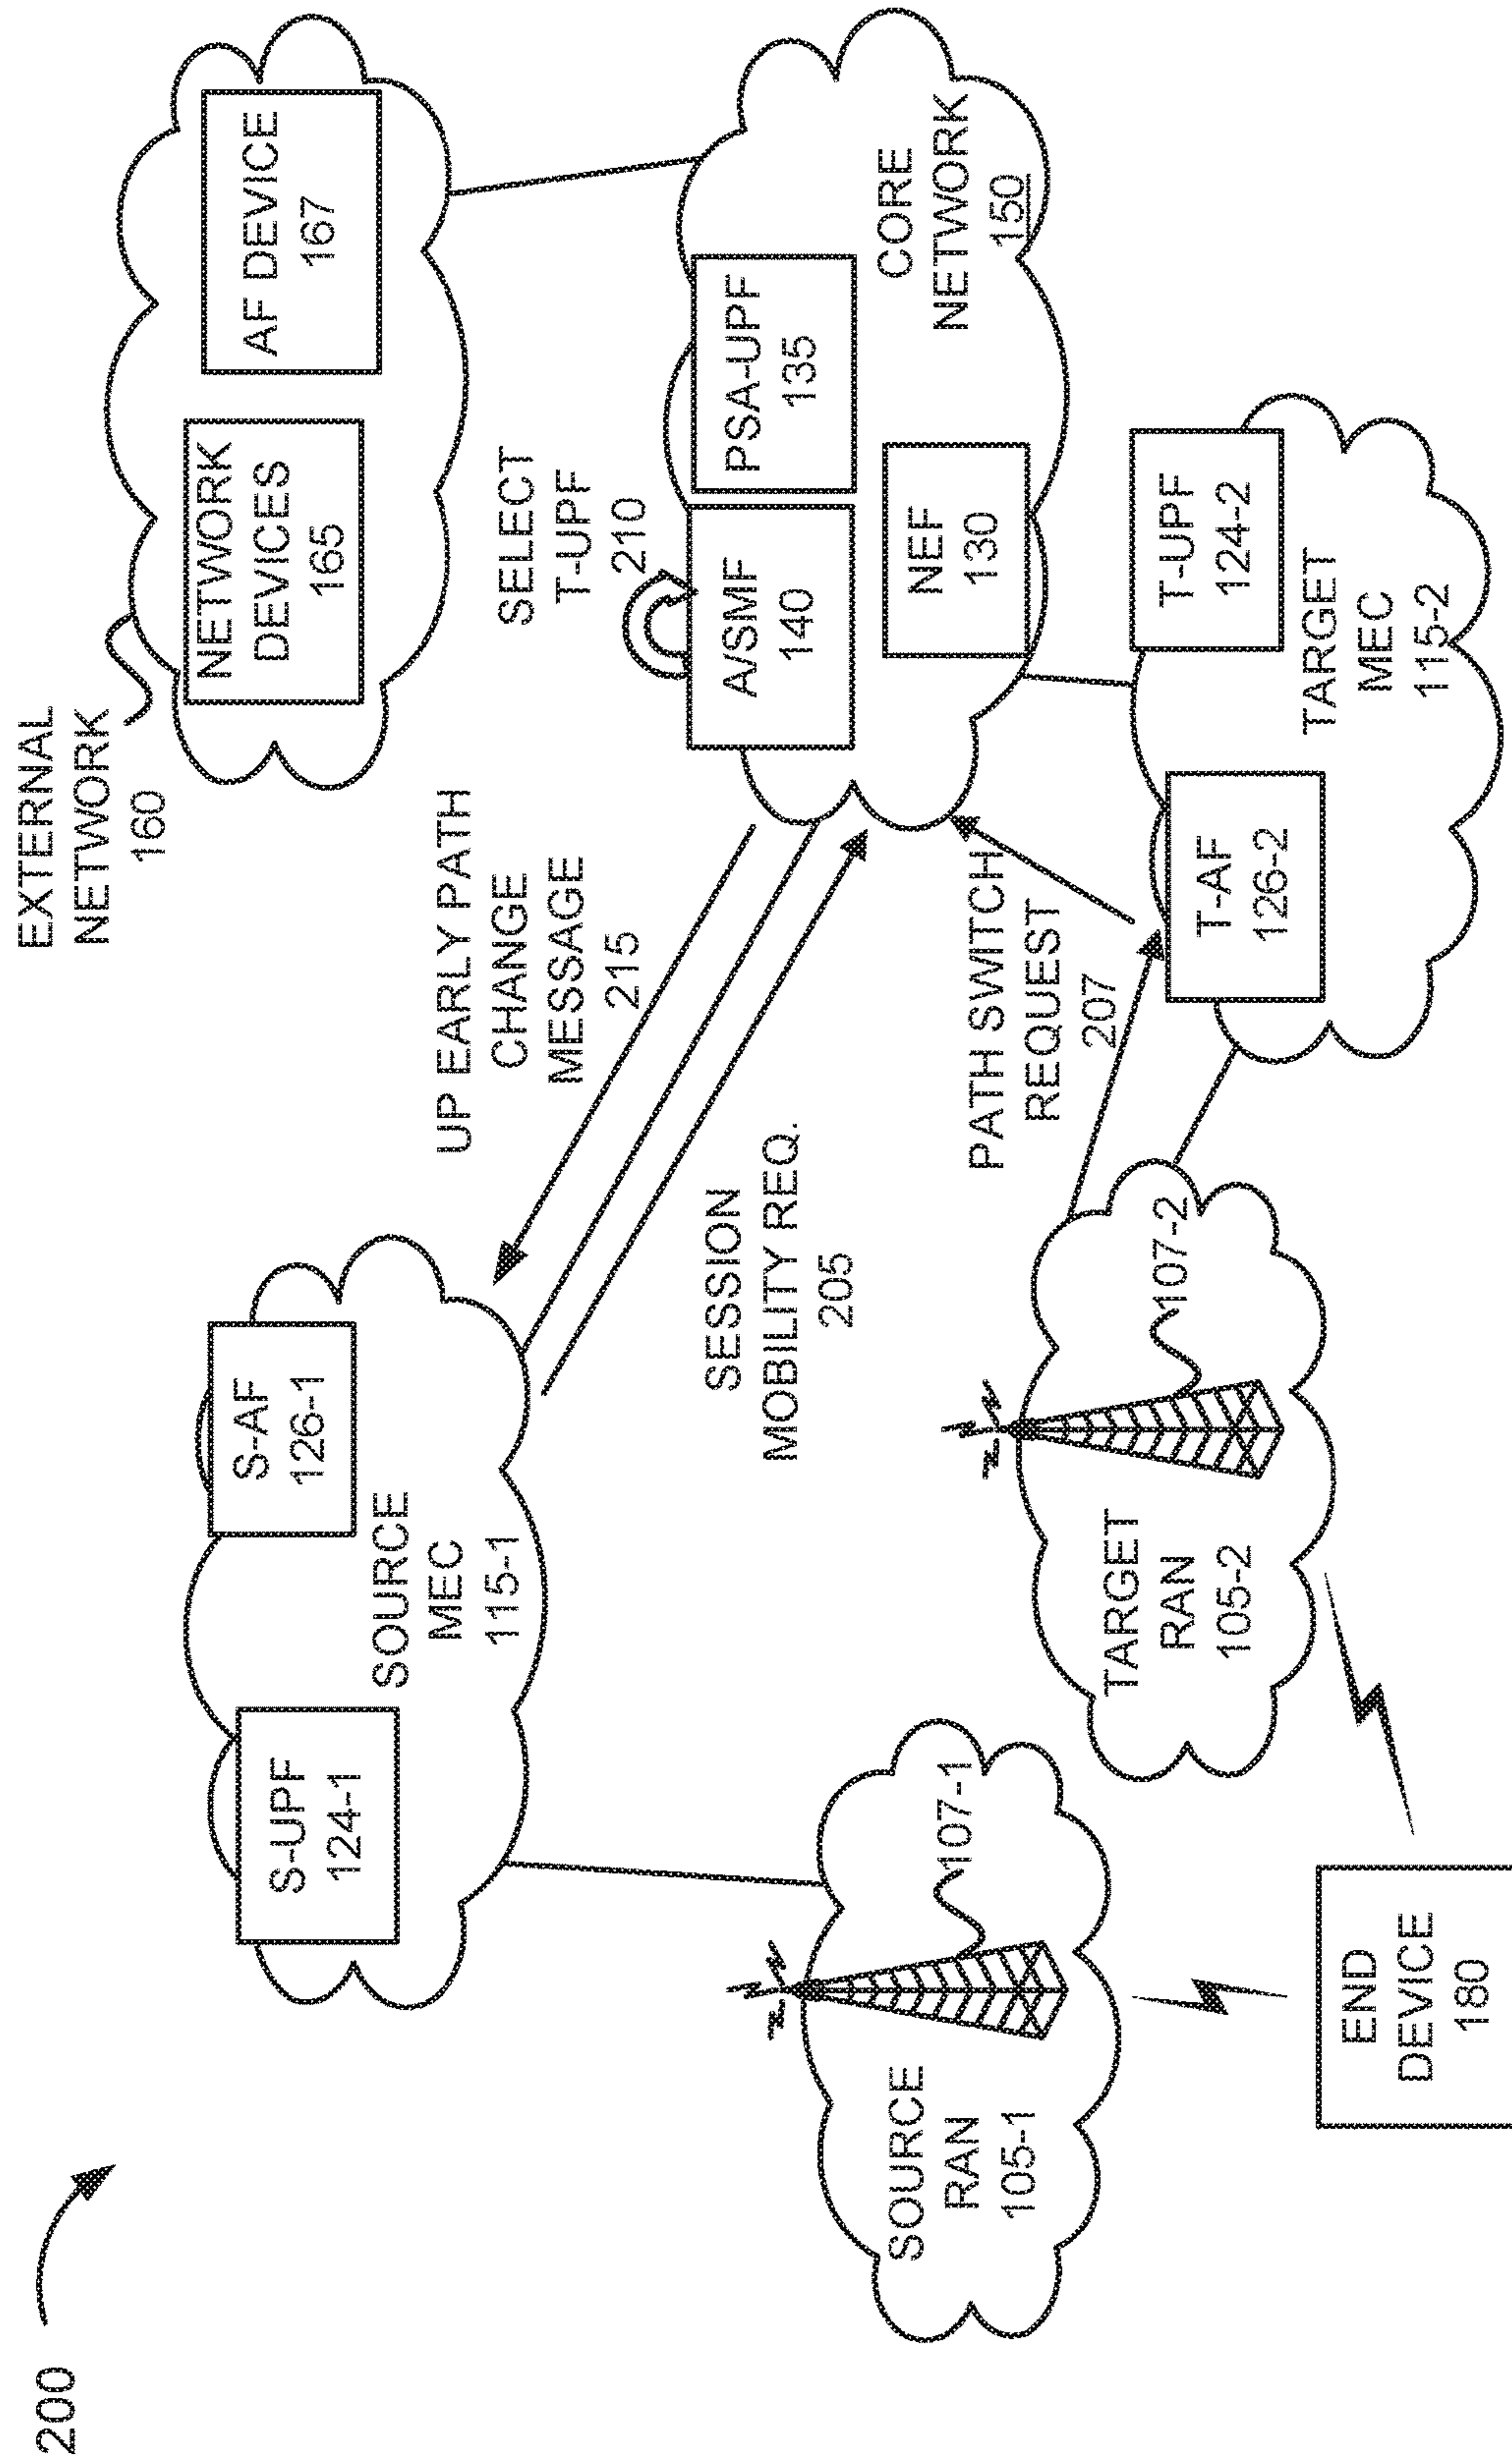 200
EXTERNAL
NETWORK
160
NETWORK
DEVICES
165
AF DEVICE
167
S-UPF
124-1
S-AF
126-1
SOURCE
MEC
115-1
UP EARLY PATH
CHANGE
MESSAGE
215
SELECT
T-UPF
210
A/SMF
140
PSA-UPF
135
NEF
130
CORE
NETWORK
150
SESSION
MOBILITY REQ.
205
PATH SWITCH
REQUEST
207
SOURCE
RAN
105-1
107-1
TARGET
RAN
105-2
107-2
T-AF
126-2
T-UPF
124-2
TARGET
MEC
115-2
END
DEVICE
180